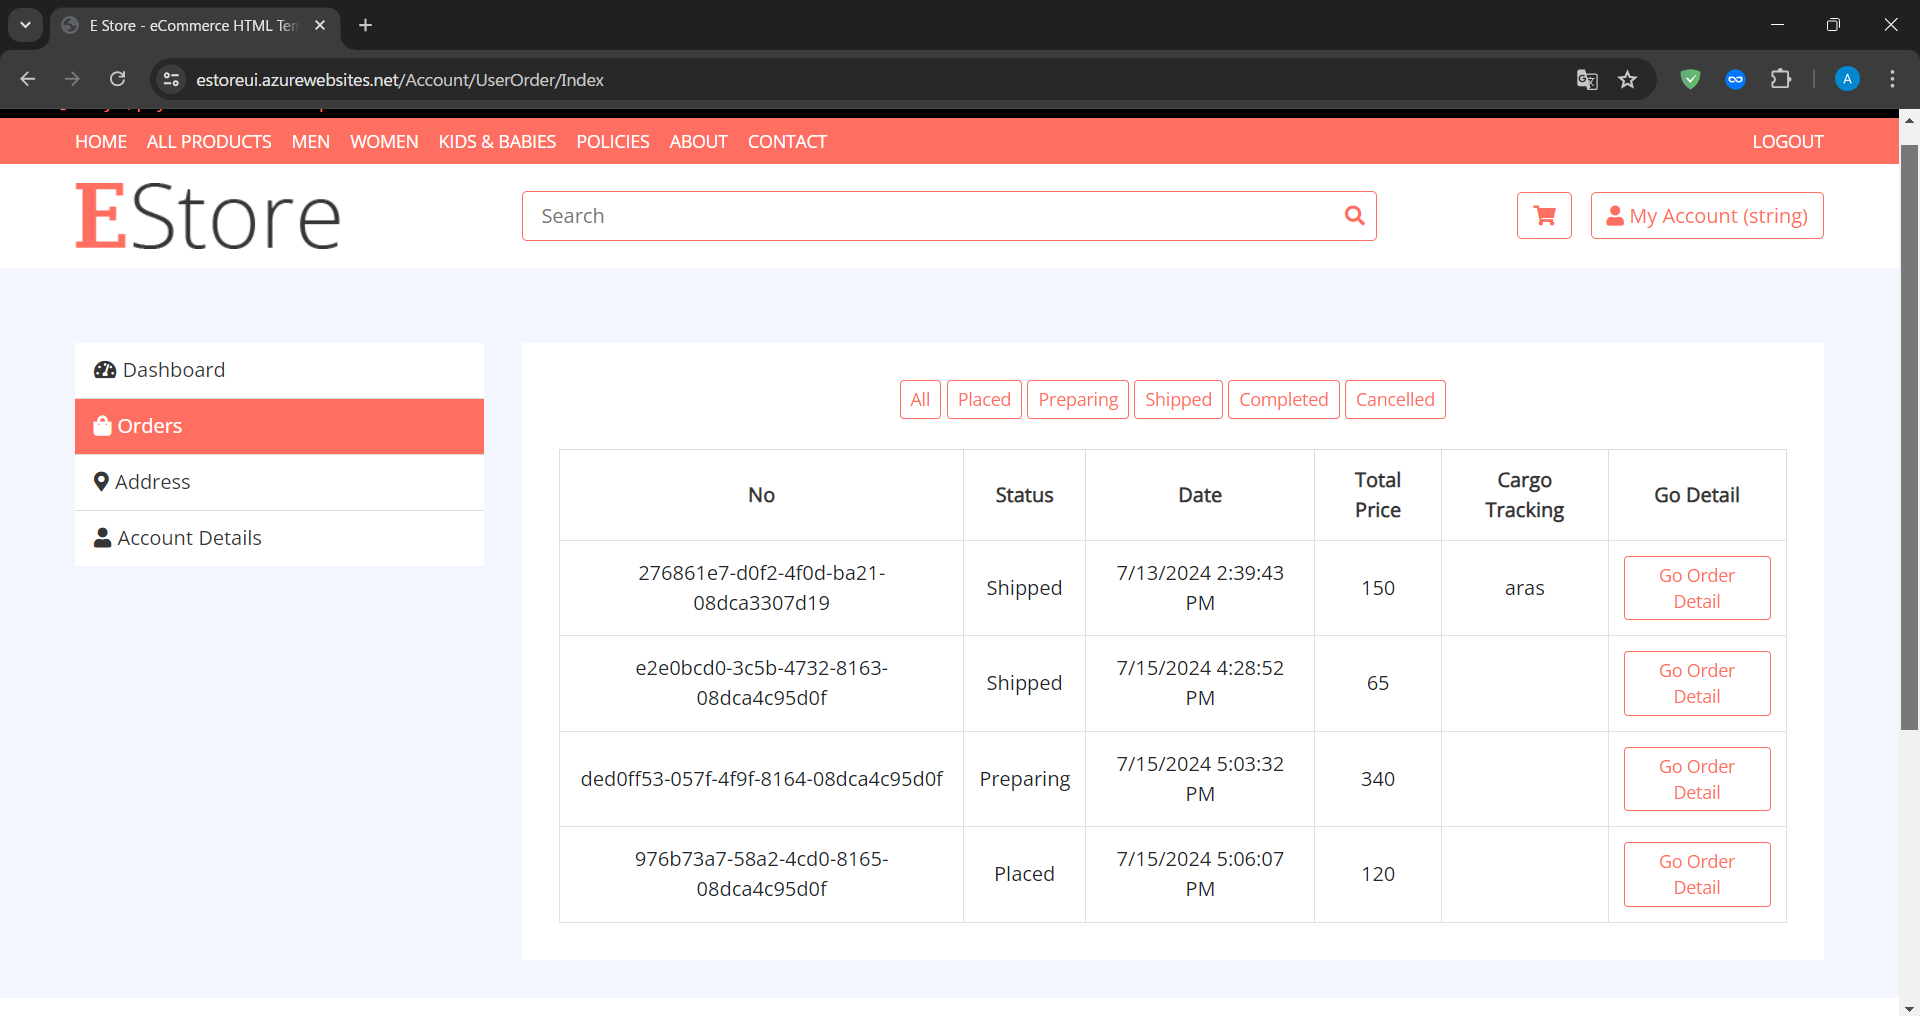 E Store - eCommerce HTML Ten
estoreui.azurewebsites.net/Account/UserOrder/Index
A
HOME ALL PRODUCTS MEN WOMEN KIDS & BABIES POLICIES ABOUT CONTACT LOGOUT
EStore
Search
My Account (string)
Dashboard
Orders
Address
Account Details
All Placed Preparing Shipped Completed Cancelled
No Status Date Total Price Cargo Tracking Go Detail
276861e7-d0f2-4f0d-ba21-
08dca3307d19
Shipped
7/13/2024 2:39:43
PM
150
aras
Go Order
Detail
e2e0bcd0-3c5b-4732-8163-
08dca4c95d0f
Shipped
7/15/2024 4:28:52
PM
65
Go Order
Detail
ded0ff53-057f-4f9f-8164-08dca4c95d0f
Preparing
7/15/2024 5:03:32
PM
340
Go Order
Detail
976b73a7-58a2-4cd0-8165-
08dca4c95d0f
Placed
7/15/2024 5:06:07
PM
120
Go Order
Detail